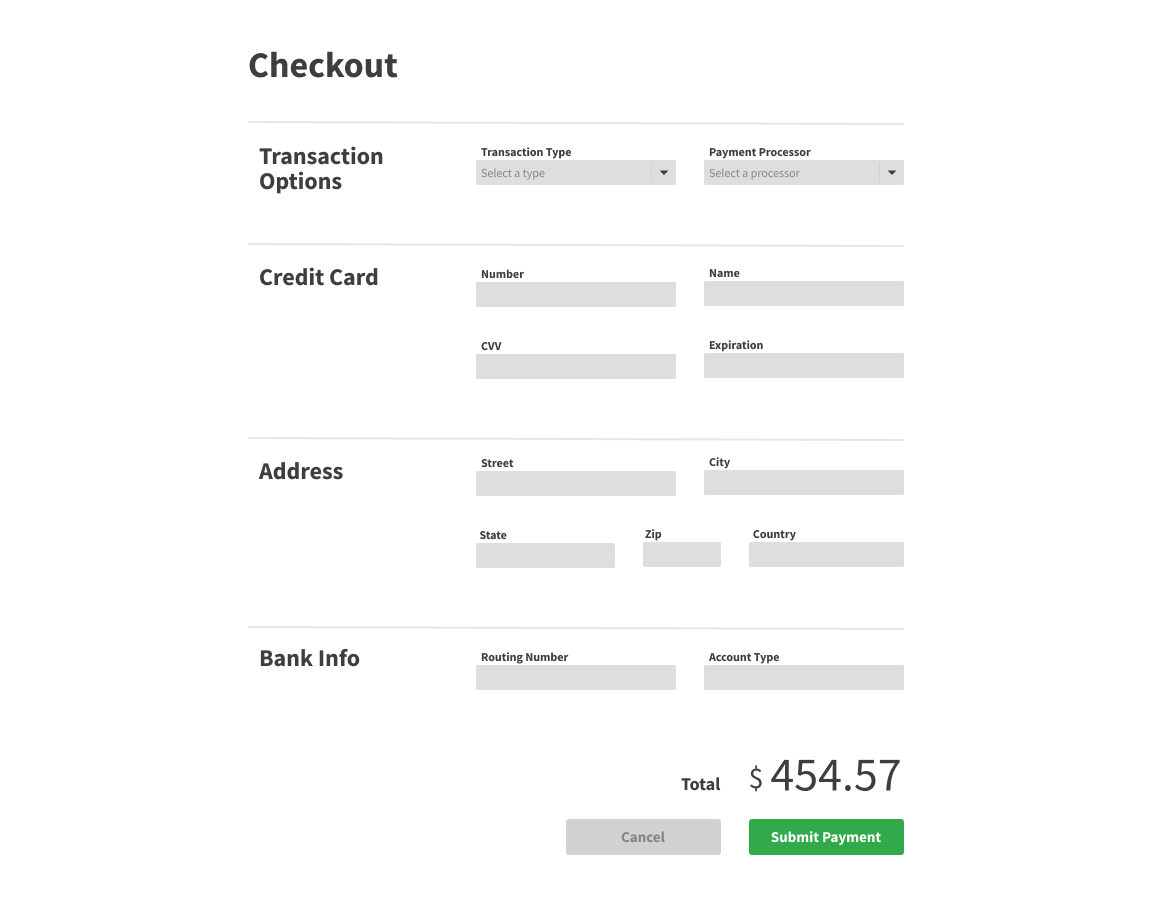 Checkout
Transaction
Options
Transaction Type
Payment Processor
Select a type
Select a processor
Credit Card
Number
Name
CVV
Expiration
Address
Street
City
State
Zip
Country
Bank Info
Routing Number
Account Type
Total
$ 454.57
Cancel
Submit Payment